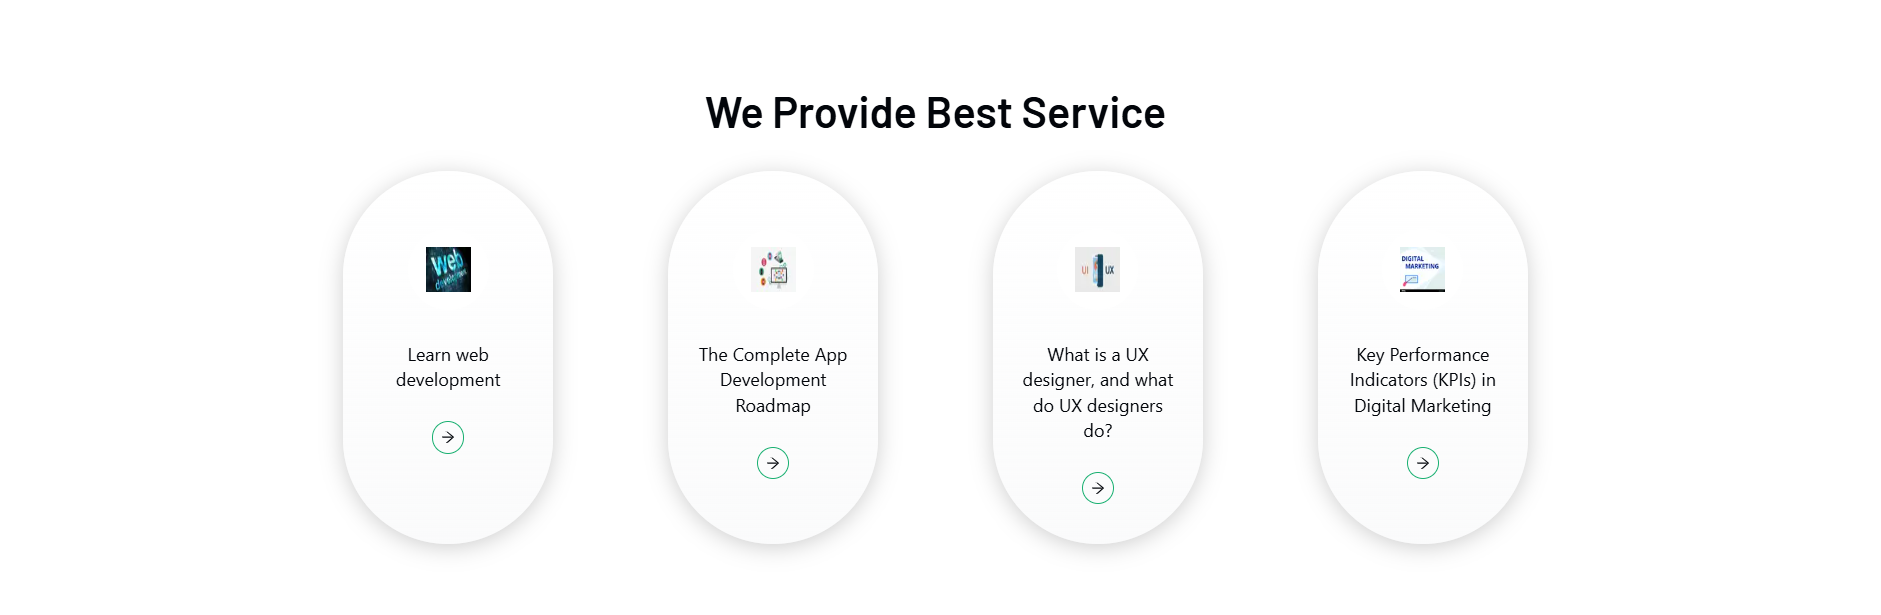 We Provide Best Service
web
development
UI UX
DIGITAL
MARKETING
Learn web
development
The Complete App
Development
Roadmap
What is a UX
designer, and what
do UX designers
do?
Key Performance
Indicators (KPIs) in
Digital Marketing